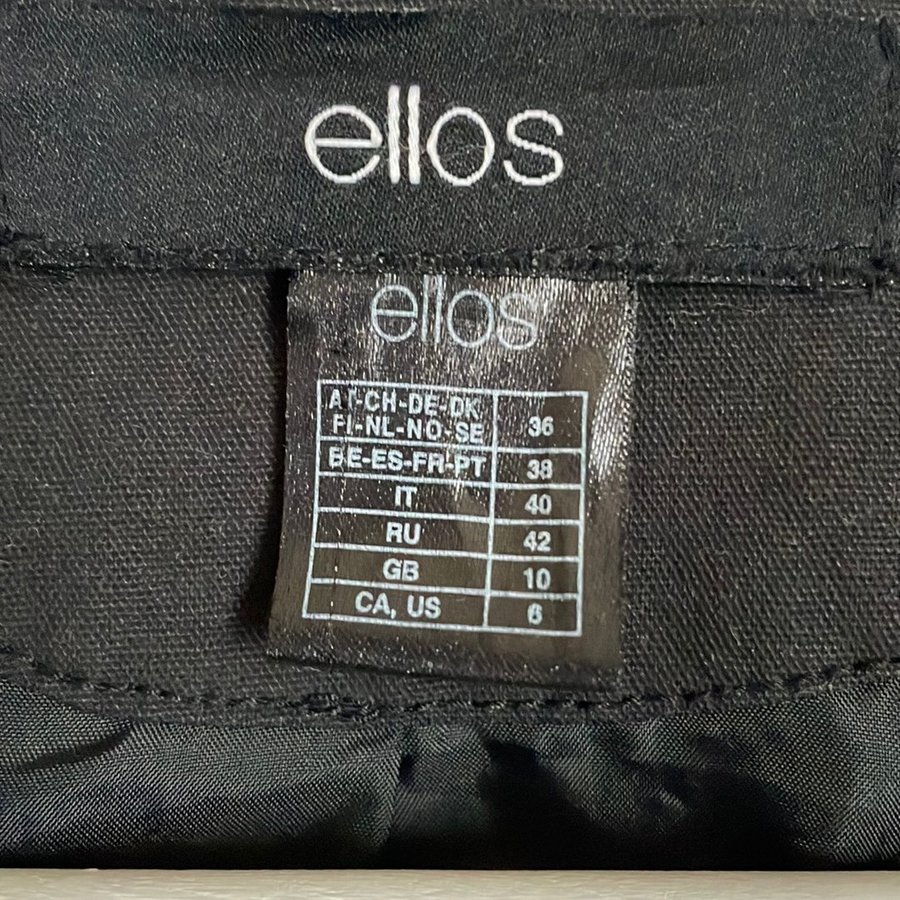 ellos
ellos
AT-CH-DE-DK
FI-NL-NO-SE 36
BE-ES-FR-PT 38
IT 40
RU 42
GB 10
CA, US 6